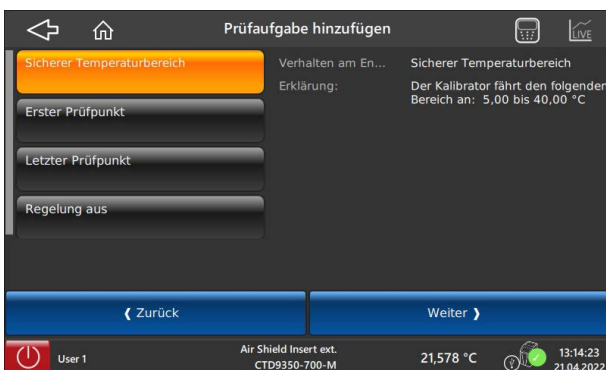 Prüfaufgabe hinzufügen
LIVE
Sicherer Temperaturbereich
Erster Prüfpunkt
Letzter Prüfpunkt
Regelung aus
Verhalten am En... Sicherer Temperaturbereich
Erklärung: Der Kalibrator fährt den folgenden
Bereich an: 5,00 bis 40,00 °C
❰ Zurück
Weiter ❱
User 1
Air Shield Insert ext.
CTD9350-700-M
21,578 °C
13:14:23
21.04.2022